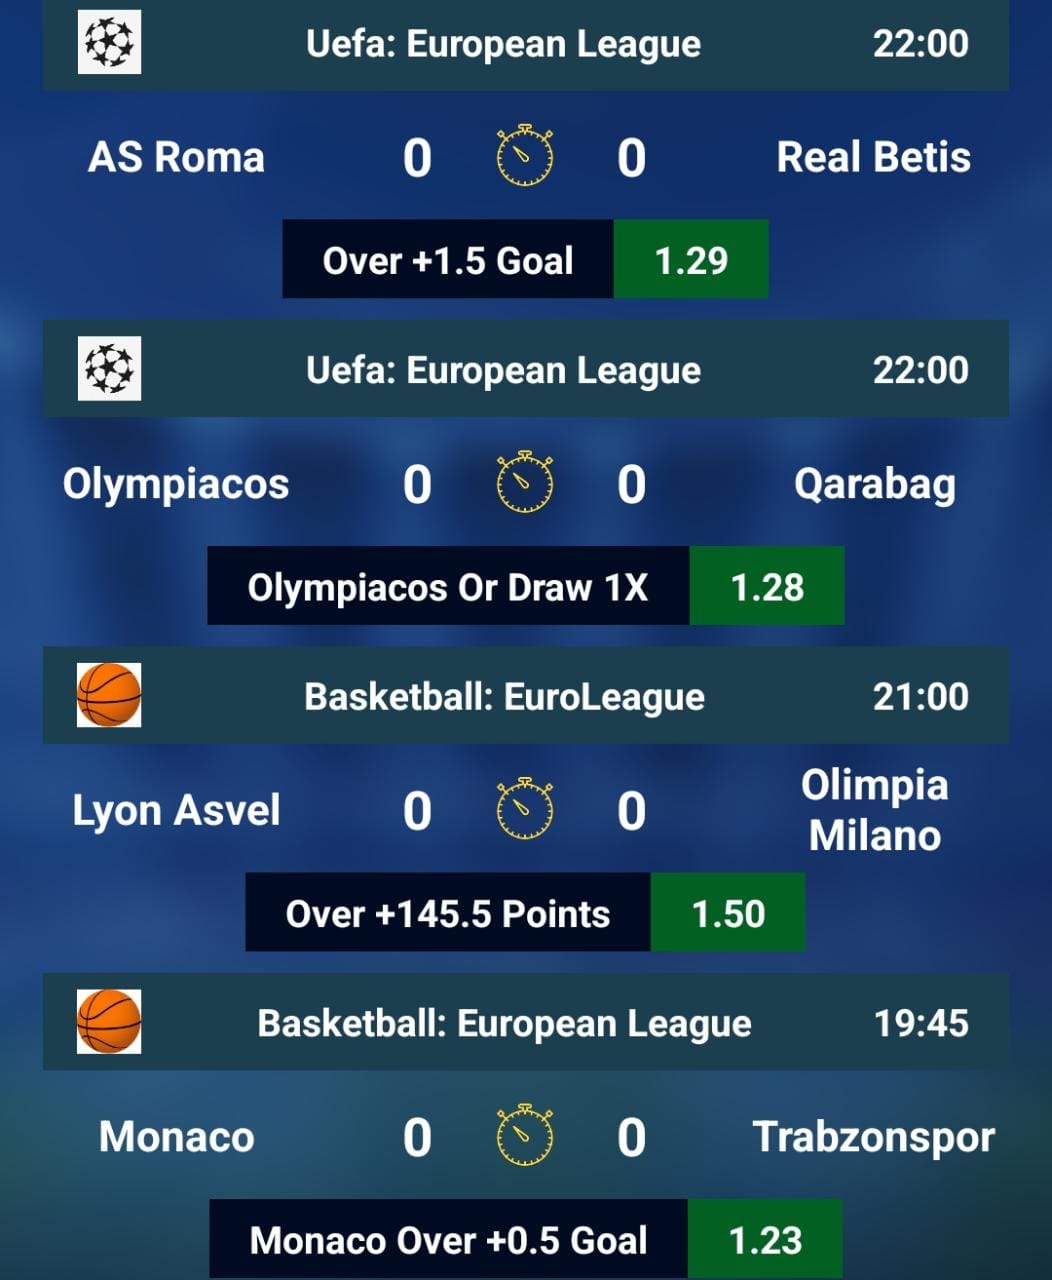 Uefa: European League 22:00
AS Roma 0 0 Real Betis
Over +1.5 Goal 1.29
Uefa: European League 22:00
Olympiacos 0 0 Qarabag
Olympiacos Or Draw 1X 1.28
Basketball: EuroLeague 21:00
Lyon Asvel 0 0 Olimpia
Milano
Over +145.5 Points 1.50
Basketball: European League 19:45
Monaco 0 0 Trabzonspor
Monaco Over +0.5 Goal 1.23